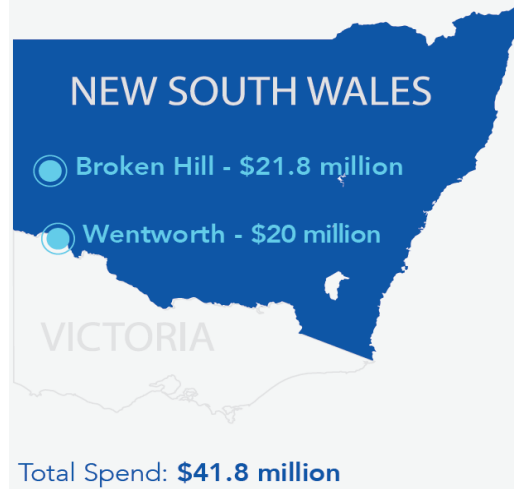 NEW SOUTH WALES
Broken Hill - $21.8 million
Wentworth - $20 million
VICTORIA
Total Spend: $41.8 million